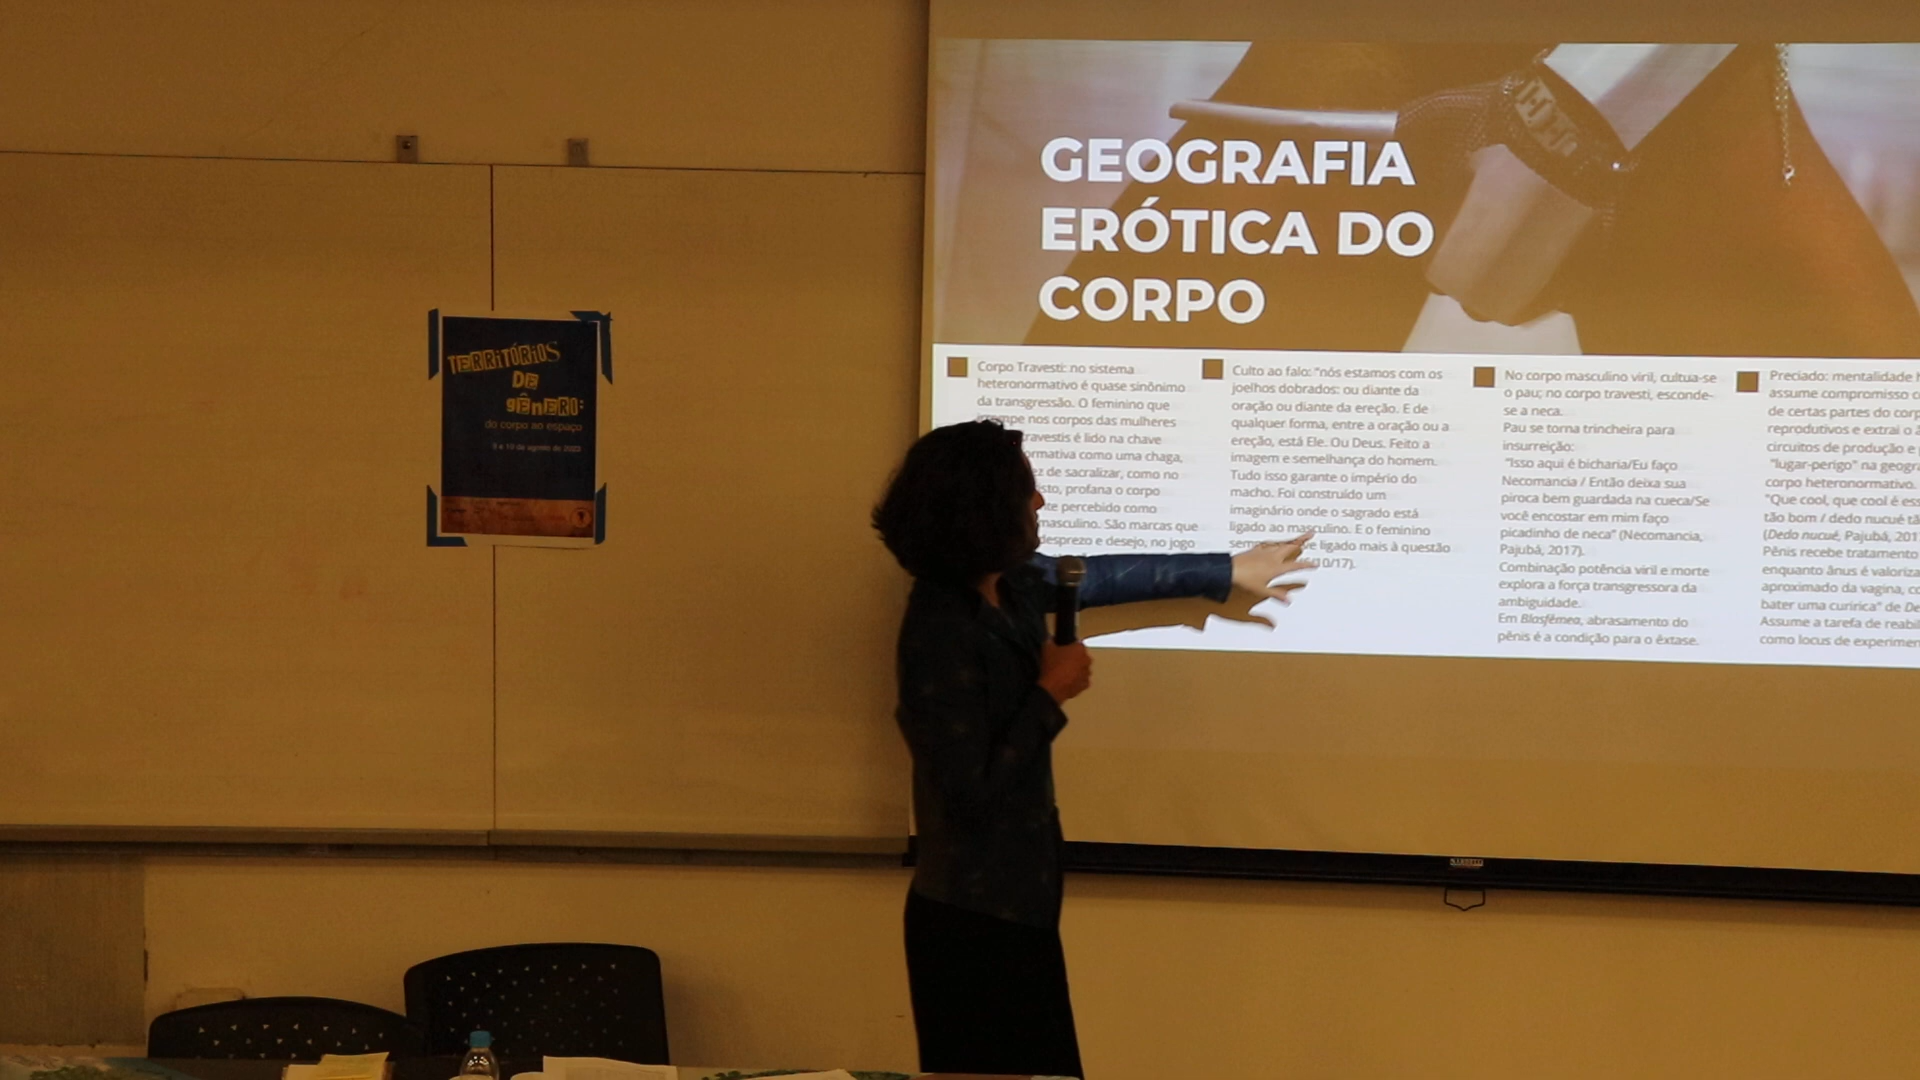 TERRITÓRIOS
DE
gÊnERO:
do corpo ao espaço
9 e 10 de agosto de 2023
GEOGRAFIA
ERÓTICA DO
CORPO
Corpo Travesti: no sistema
heteronormativo é quase sinônimo
da transgressão. O feminino que
irrompe nos corpos das mulheres
travestis é lido na chave
como uma chaga,
de sacralizar, como no
profana o corpo
percebido como
masculino. São marcas que
desprezo e desejo, no jogo
Culto ao falo: "nós estamos com os
joelhos dobrados: ou diante da
oração ou diante da ereção. E de
qualquer forma, entre a oração ou a
ereção, está Ele. Ou Deus. Feito a
imagem e semelhança do homem.
Tudo isso garante o império do
macho. Foi construído um
imaginário onde o sagrado está
ligado ao masculino. E o feminino
ligado mais à questão
10/17).
No corpo masculino viril, cultua-se
o pau; no corpo travesti, esconde-
se a neca.
Pau se torna trincheira para
insurreição:
"Isso aqui é bicharia/Eu faço
Necomancia / Então deixa sua
piroca bem guardada na cueca/Se
você encostar em mim faço
picadinho de neca" (Necomancia,
Pajubá, 2017).
Combinação potência viril e morte
explora a força transgressora da
ambiguidade.
Em Blasfêmea, abrasamento do
pênis é a condição para o êxtase.
Preciado: mentalidade
assume compromisso
de certas partes do
reprodutivos e extrai o
circuitos de produção e
"lugar-perigo" na
corpo heteronormativo.
"Que cool, que cool é
tão bom / dedo nucué
(Dedo nucué, Pajubá,
Pênis recebe tratamento
enquanto ânus é
aproximado da vagina,
bater uma curirica" de
Assume a tarefa de
como locus de